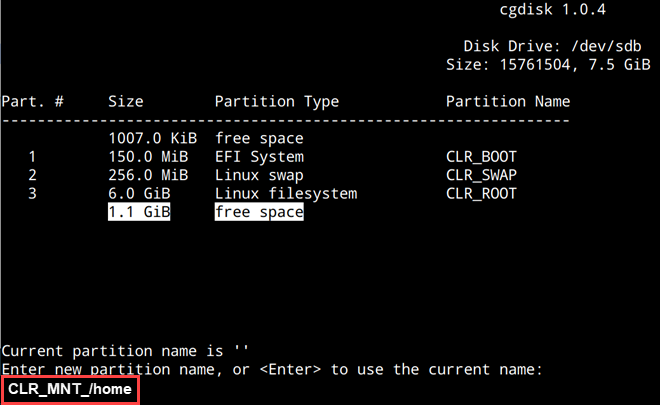 cgdisk 1.0.4
Disk Drive: /dev/sdb
Size: 15761504, 7.5 GiB
Part. # Size Partition Type Partition Name
----------------------------------------------------------------
1007.0 KiB free space
1 150.0 MiB EFI System CLR_BOOT
2 256.0 MiB Linux swap CLR_SWAP
3 6.0 GiB Linux filesystem CLR_ROOT
1.1 GiB free space
Current partition name is ''
Enter new partition name, or <Enter> to use the current name:
CLR_MNT_/home